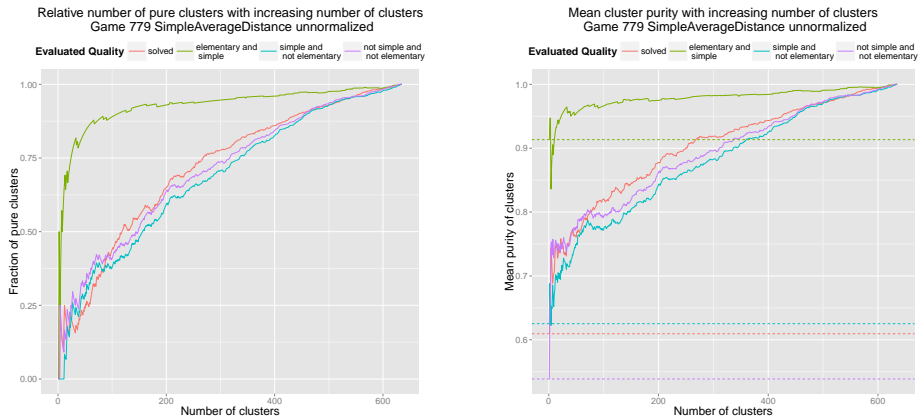 Relative number of pure clusters with increasing number of clusters
Game 779 SimpleAverageDistance unnormalized
Evaluated Quality
solved
elementary and
simple
simple and
not elementary
not simple and
not elementary
1.00
0.75
0.50
0.25
0.00
Fraction of pure clusters
0
200
400
600
Number of clusters
Mean cluster purity with increasing number of clusters
Game 779 SimpleAverageDistance unnormalized
Evaluated Quality
solved
elementary and
simple
simple and
not elementary
not simple and
not elementary
1.0
0.9
0.8
0.7
0.6
Mean purity of clusters
0
200
400
600
Number of clusters